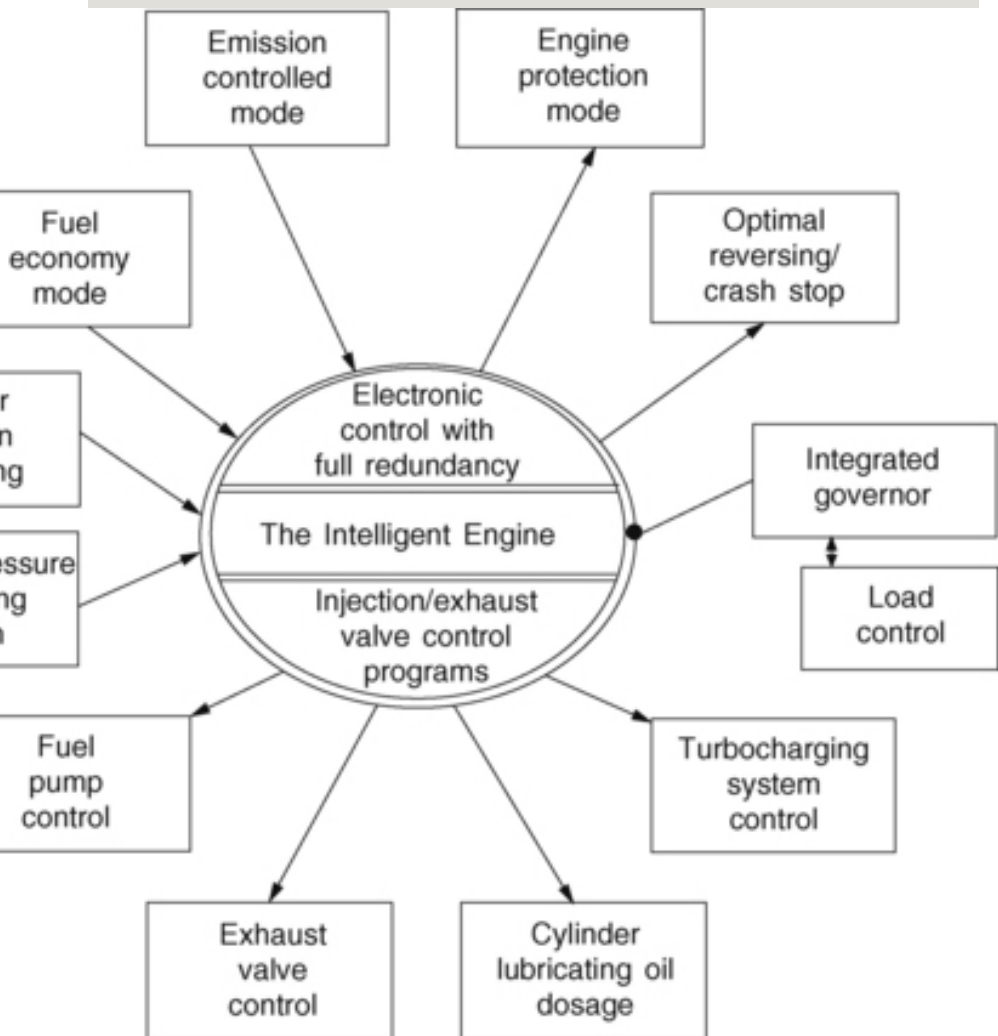 Emission
controlled
mode
Engine
protection
mode
Fuel
economy
mode
Optimal
reversing/
crash stop
Electronic
control with
full redundancy
The Intelligent Engine
Injection/exhaust
valve control
programs
Integrated
governor
Load
control
Fuel
pump
control
Turbocharging
system
control
Exhaust
valve
control
Cylinder
lubricating oil
dosage